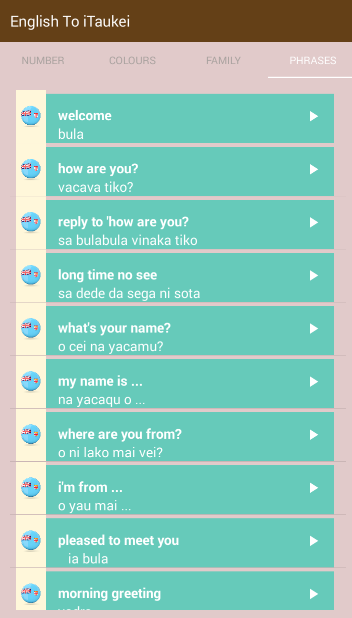 English To iTaukei
NUMBER COLOURS FAMILY PHRASES
welcome
bula
how are you?
vacava tiko?
reply to 'how are you?
sa bulabula vinaka tiko
long time no see
sa dede da sega ni sota
what's your name?
o cei na yacamu?
my name is ...
na yacaqu o ...
where are you from?
o ni lako mai vei?
i'm from ...
o yau mai ...
pleased to meet you
ia bula
morning greeting